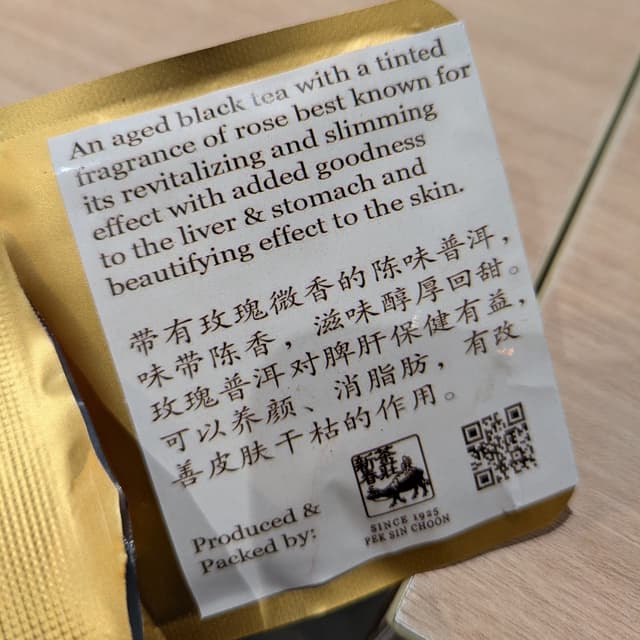 An aged black tea with a tinted
fragrance of rose best known for
its revitalizing and slimming
effect with added goodness
to the liver & stomach and
beautifying effect to the skin.
带有玫瑰微香的陈味普洱，
味带陈香，滋味醇厚回甜。
玫瑰普洱对脾肝保健有益，
可以养颜、消脂肪，有改
善皮肤干枯的作用。
Produced &
Packed by:
SINCE 1925
PEK SIN CHOON